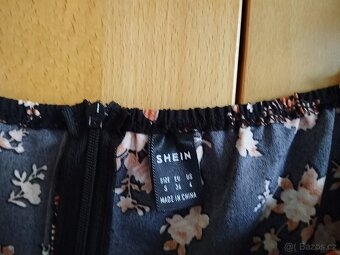 SHEIN
SIZE EU US
S 36 4
MADE IN CHINA
Bazos.cz